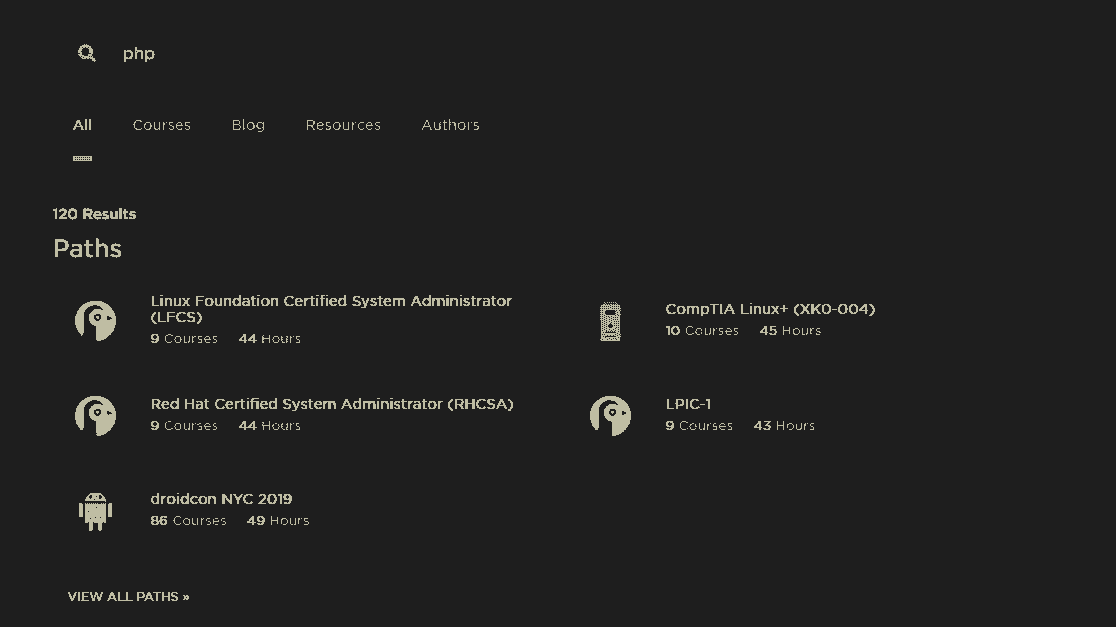 php
All Courses Blog Resources Authors
120 Results
Paths
Linux Foundation Certified System Administrator
(LFCS)
9 Courses 44 Hours
CompTIA Linux+ (XK0-004)
10 Courses 45 Hours
Red Hat Certified System Administrator (RHCSA)
9 Courses 44 Hours
LPIC-1
9 Courses 43 Hours
droidcon NYC 2019
86 Courses 49 Hours
VIEW ALL PATHS »